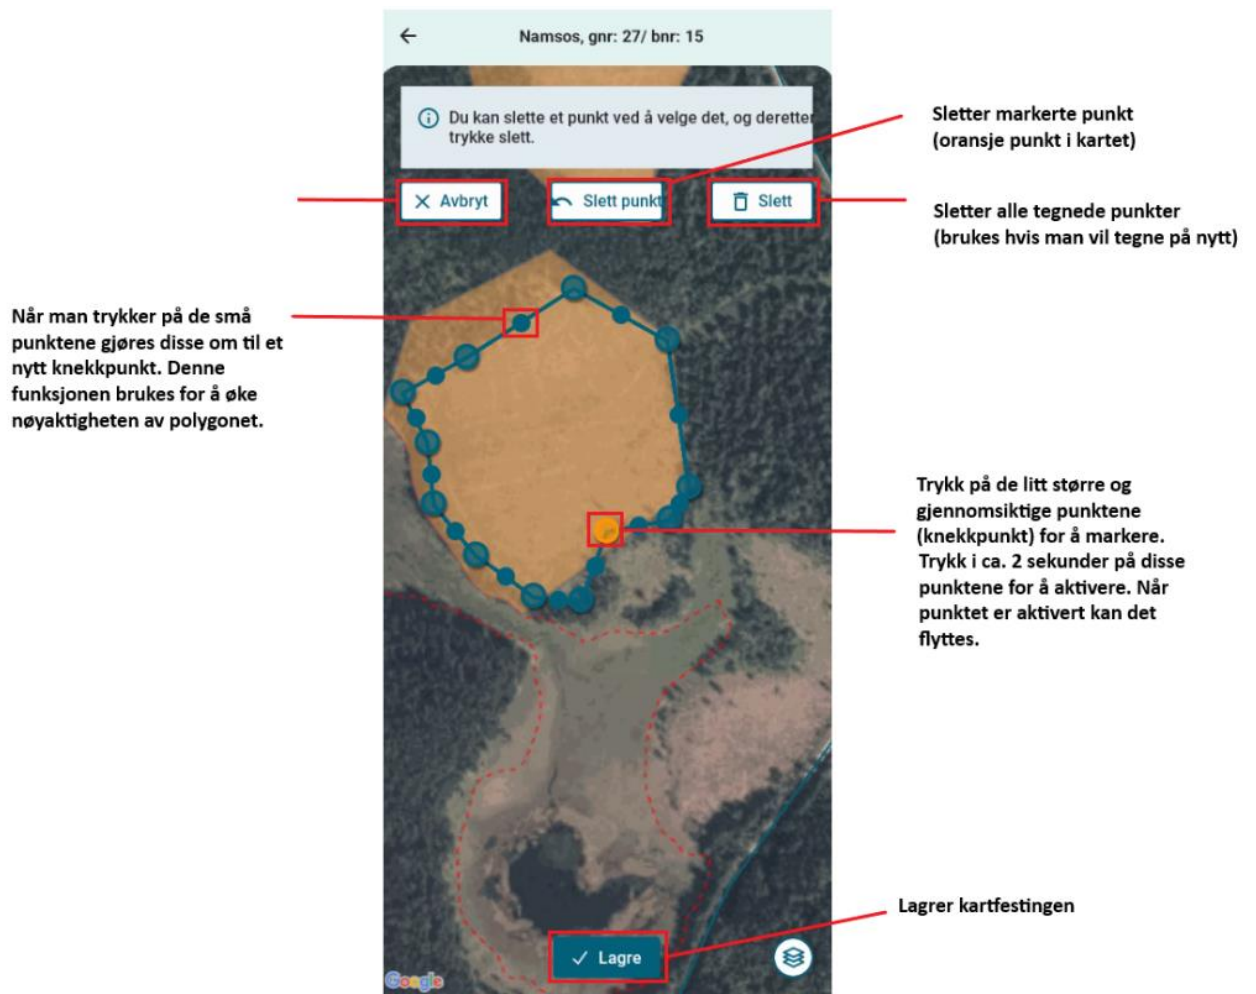 Namsos, gnr: 27/ bnr: 15
Du kan slette et punkt ved å velge det, og deretter
trykke slett.
Avbryt
Slett punkt
Slett
Sletter markerte punkt
(oransje punkt i kartet)
Sletter alle tegnede punkter
(brukes hvis man vil tegne på nytt)
Når man trykker på de små
punktene gjøres disse om til et
nytt knekkpunkt. Denne
funksjonen brukes for å øke
nøyaktigheten av polygonet.
Trykk på de litt større og
gjennomsiktige punktene
(knekkpunkt) for å markere.
Trykk i ca. 2 sekunder på disse
punktene for å aktivere. Når
punktet er aktivert kan det
flyttes.
Lagrer kartfestingen
Lagre
Google